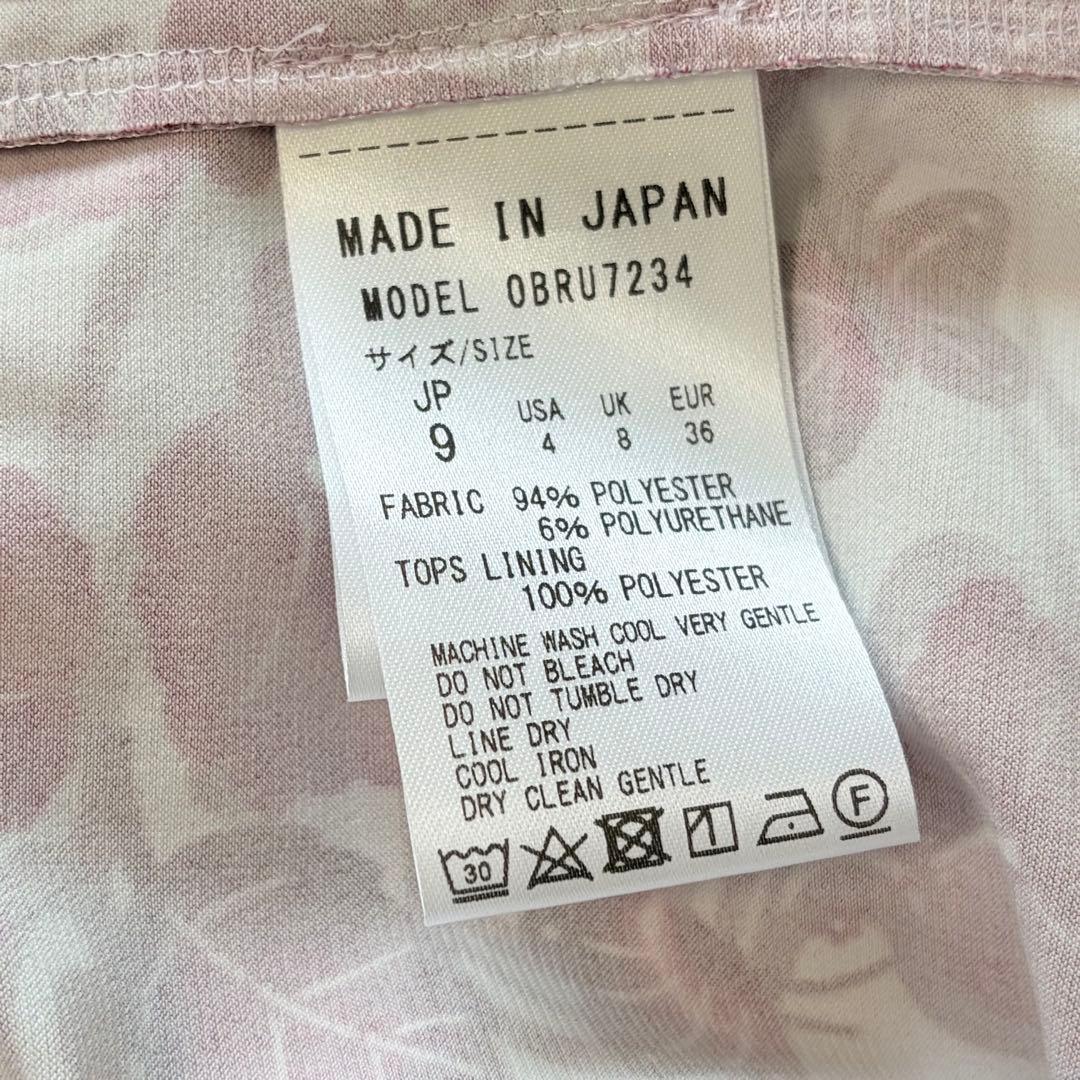 MADE IN JAPAN
MODEL OBRU7234
サイズ/SIZE
JP USA UK EUR
9 4 8 36
FABRIC 94% POLYESTER
6% POLYURETHANE
TOPS LINING
100% POLYESTER
MACHINE WASH COOL VERY GENTLE
DO NOT BLEACH
DO NOT TUMBLE DRY
LINE DRY
COOL IRON
DRY CLEAN GENTLE
30 F